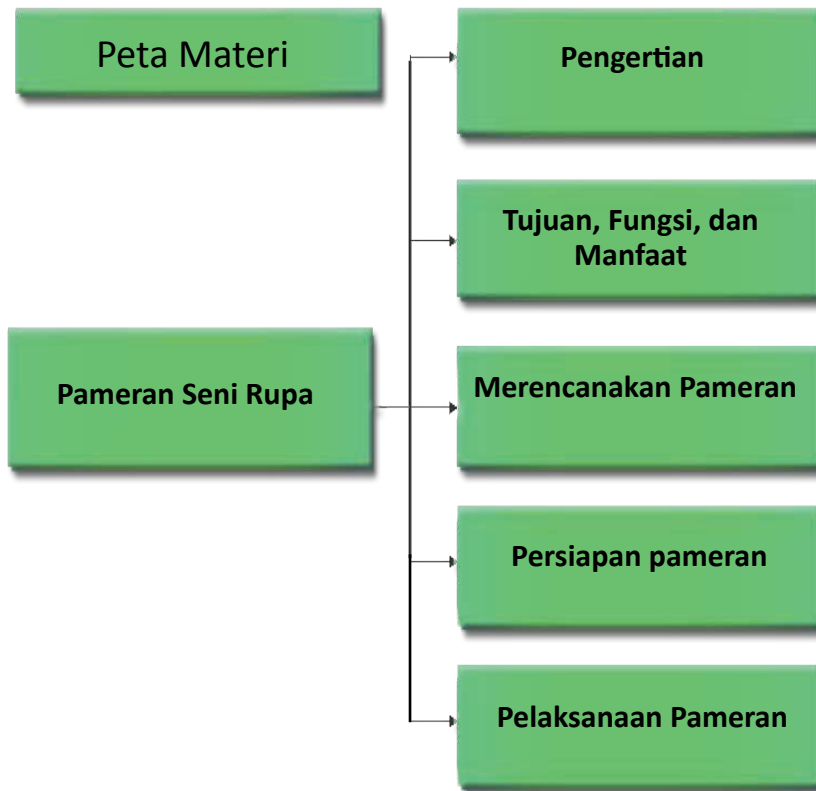 Peta Materi
Pameran Seni Rupa
Pengertian
Tujuan, Fungsi, dan
Manfaat
Merencanakan Pameran
Persiapan pameran
Pelaksanaan Pameran